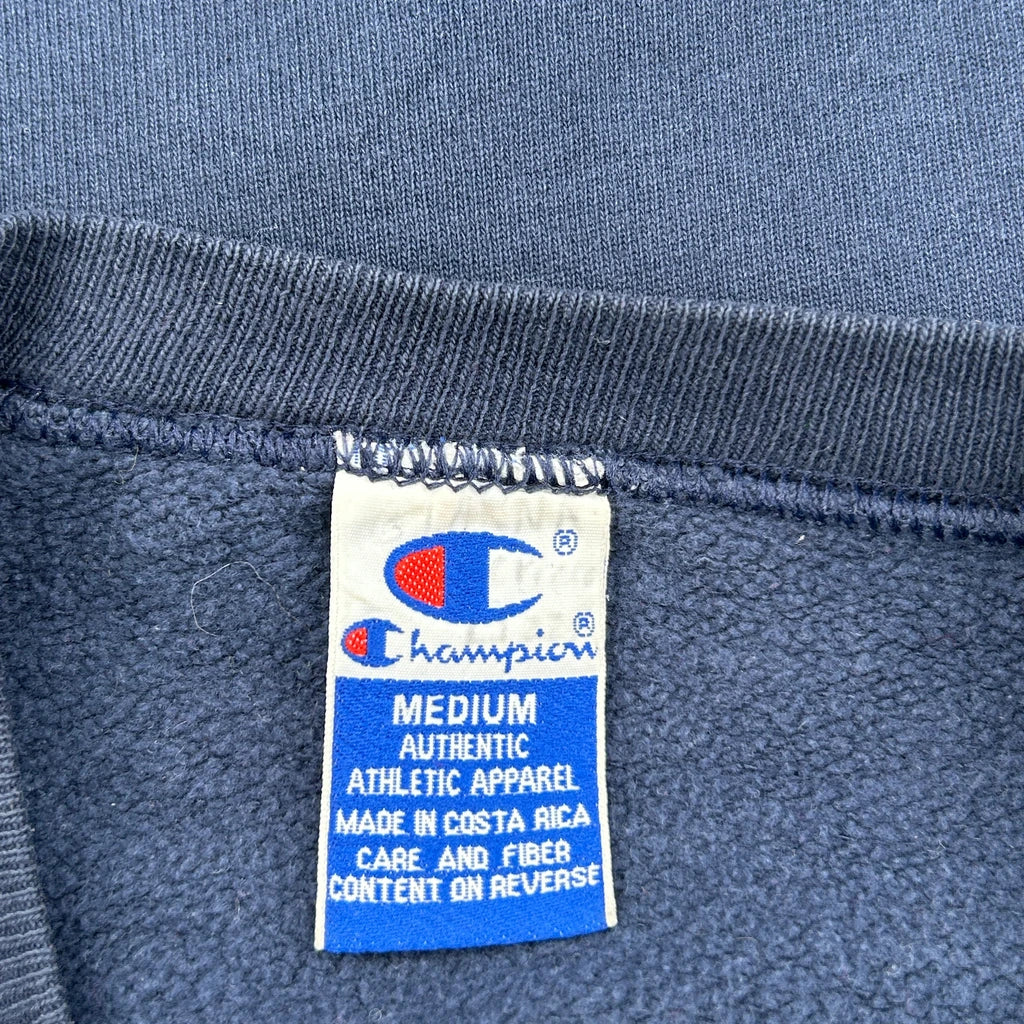 ®
Champion®
MEDIUM
AUTHENTIC
ATHLETIC APPAREL
MADE IN COSTA RICA
CARE AND FIBER
CONTENT ON REVERSE